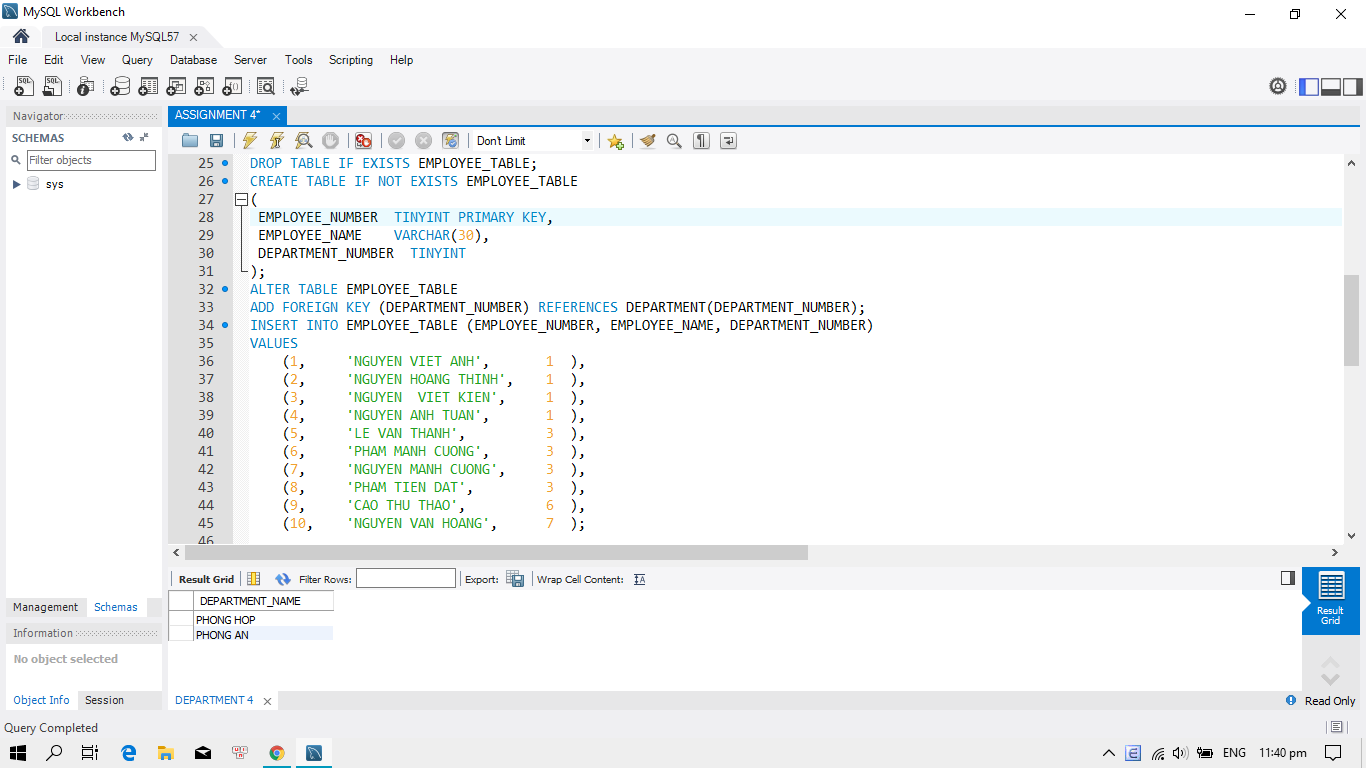 MySQL Workbench
Local instance MySQL57
File Edit View Query Database Server Tools Scripting Help
Navigator
SCHEMAS
Filter objects
sys
Management Schemas
Information
No object selected
Object Info Session
ASSIGNMENT 4*
Don't Limit
25 DROP TABLE IF EXISTS EMPLOYEE_TABLE;
26 CREATE TABLE IF NOT EXISTS EMPLOYEE_TABLE
27 (
28 EMPLOYEE_NUMBER TINYINT PRIMARY KEY,
29 EMPLOYEE_NAME VARCHAR(30),
30 DEPARTMENT_NUMBER TINYINT
31 );
32 ALTER TABLE EMPLOYEE_TABLE
33 ADD FOREIGN KEY (DEPARTMENT_NUMBER) REFERENCES DEPARTMENT(DEPARTMENT_NUMBER);
34 INSERT INTO EMPLOYEE_TABLE (EMPLOYEE_NUMBER, EMPLOYEE_NAME, DEPARTMENT_NUMBER)
35 VALUES
36 (1, 'NGUYEN VIET ANH', 1 ),
37 (2, 'NGUYEN HOANG THINH', 1 ),
38 (3, 'NGUYEN  VIET KIEN', 1 ),
39 (4, 'NGUYEN ANH TUAN', 1 ),
40 (5, 'LE VAN THANH', 3 ),
41 (6, 'PHAM MANH CUONG', 3 ),
42 (7, 'NGUYEN MANH CUONG', 3 ),
43 (8, 'PHAM TIEN DAT', 3 ),
44 (9, 'CAO THU THAO', 6 ),
45 (10, 'NGUYEN VAN HOANG', 7 );
46
Result Grid Filter Rows: Export: Wrap Cell Content:
DEPARTMENT_NAME
PHONG HOP
PHONG AN
Result
Grid
DEPARTMENT 4
Read Only
Query Completed
ENG 11:40 pm